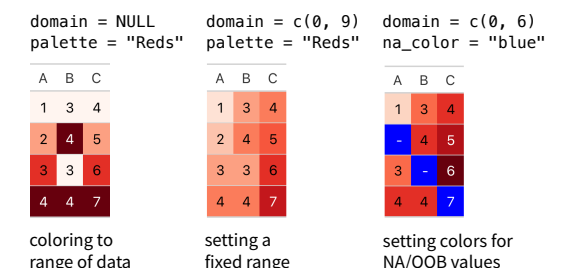 domain = NULL
palette = "Reds"
A B C
1 3 4
2 4 5
3 3 6
4 4 7
coloring to
range of data
domain = c(0, 9)
palette = "Reds"
A B C
1 3 4
2 4 5
3 3 6
4 4 7
setting a
fixed range
domain = c(0, 6)
na_color = "blue"
A B C
1 3 4
- 4 5
3 - 6
4 4 7
setting colors for
NA/OOB values